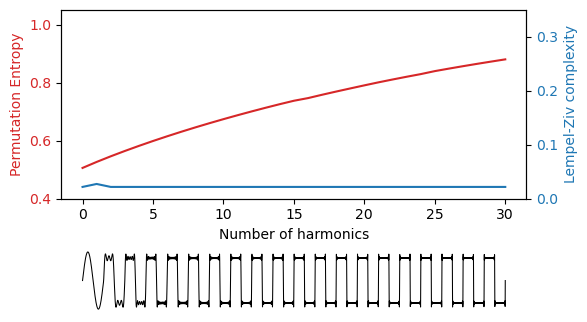 1.0
0.8
0.6
0.4
Permutation Entropy
0.3
0.2
0.1
0.0
Lempel-Ziv complexity
0 5 10 15 20 25 30
Number of harmonics